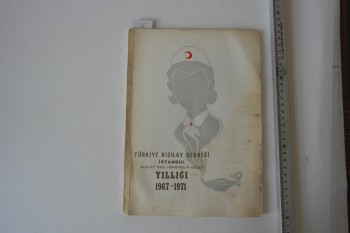 TÜRKİYE KIZILAY DERNEĞİ
İSTANBUL
YILLIĞI
1967-1971